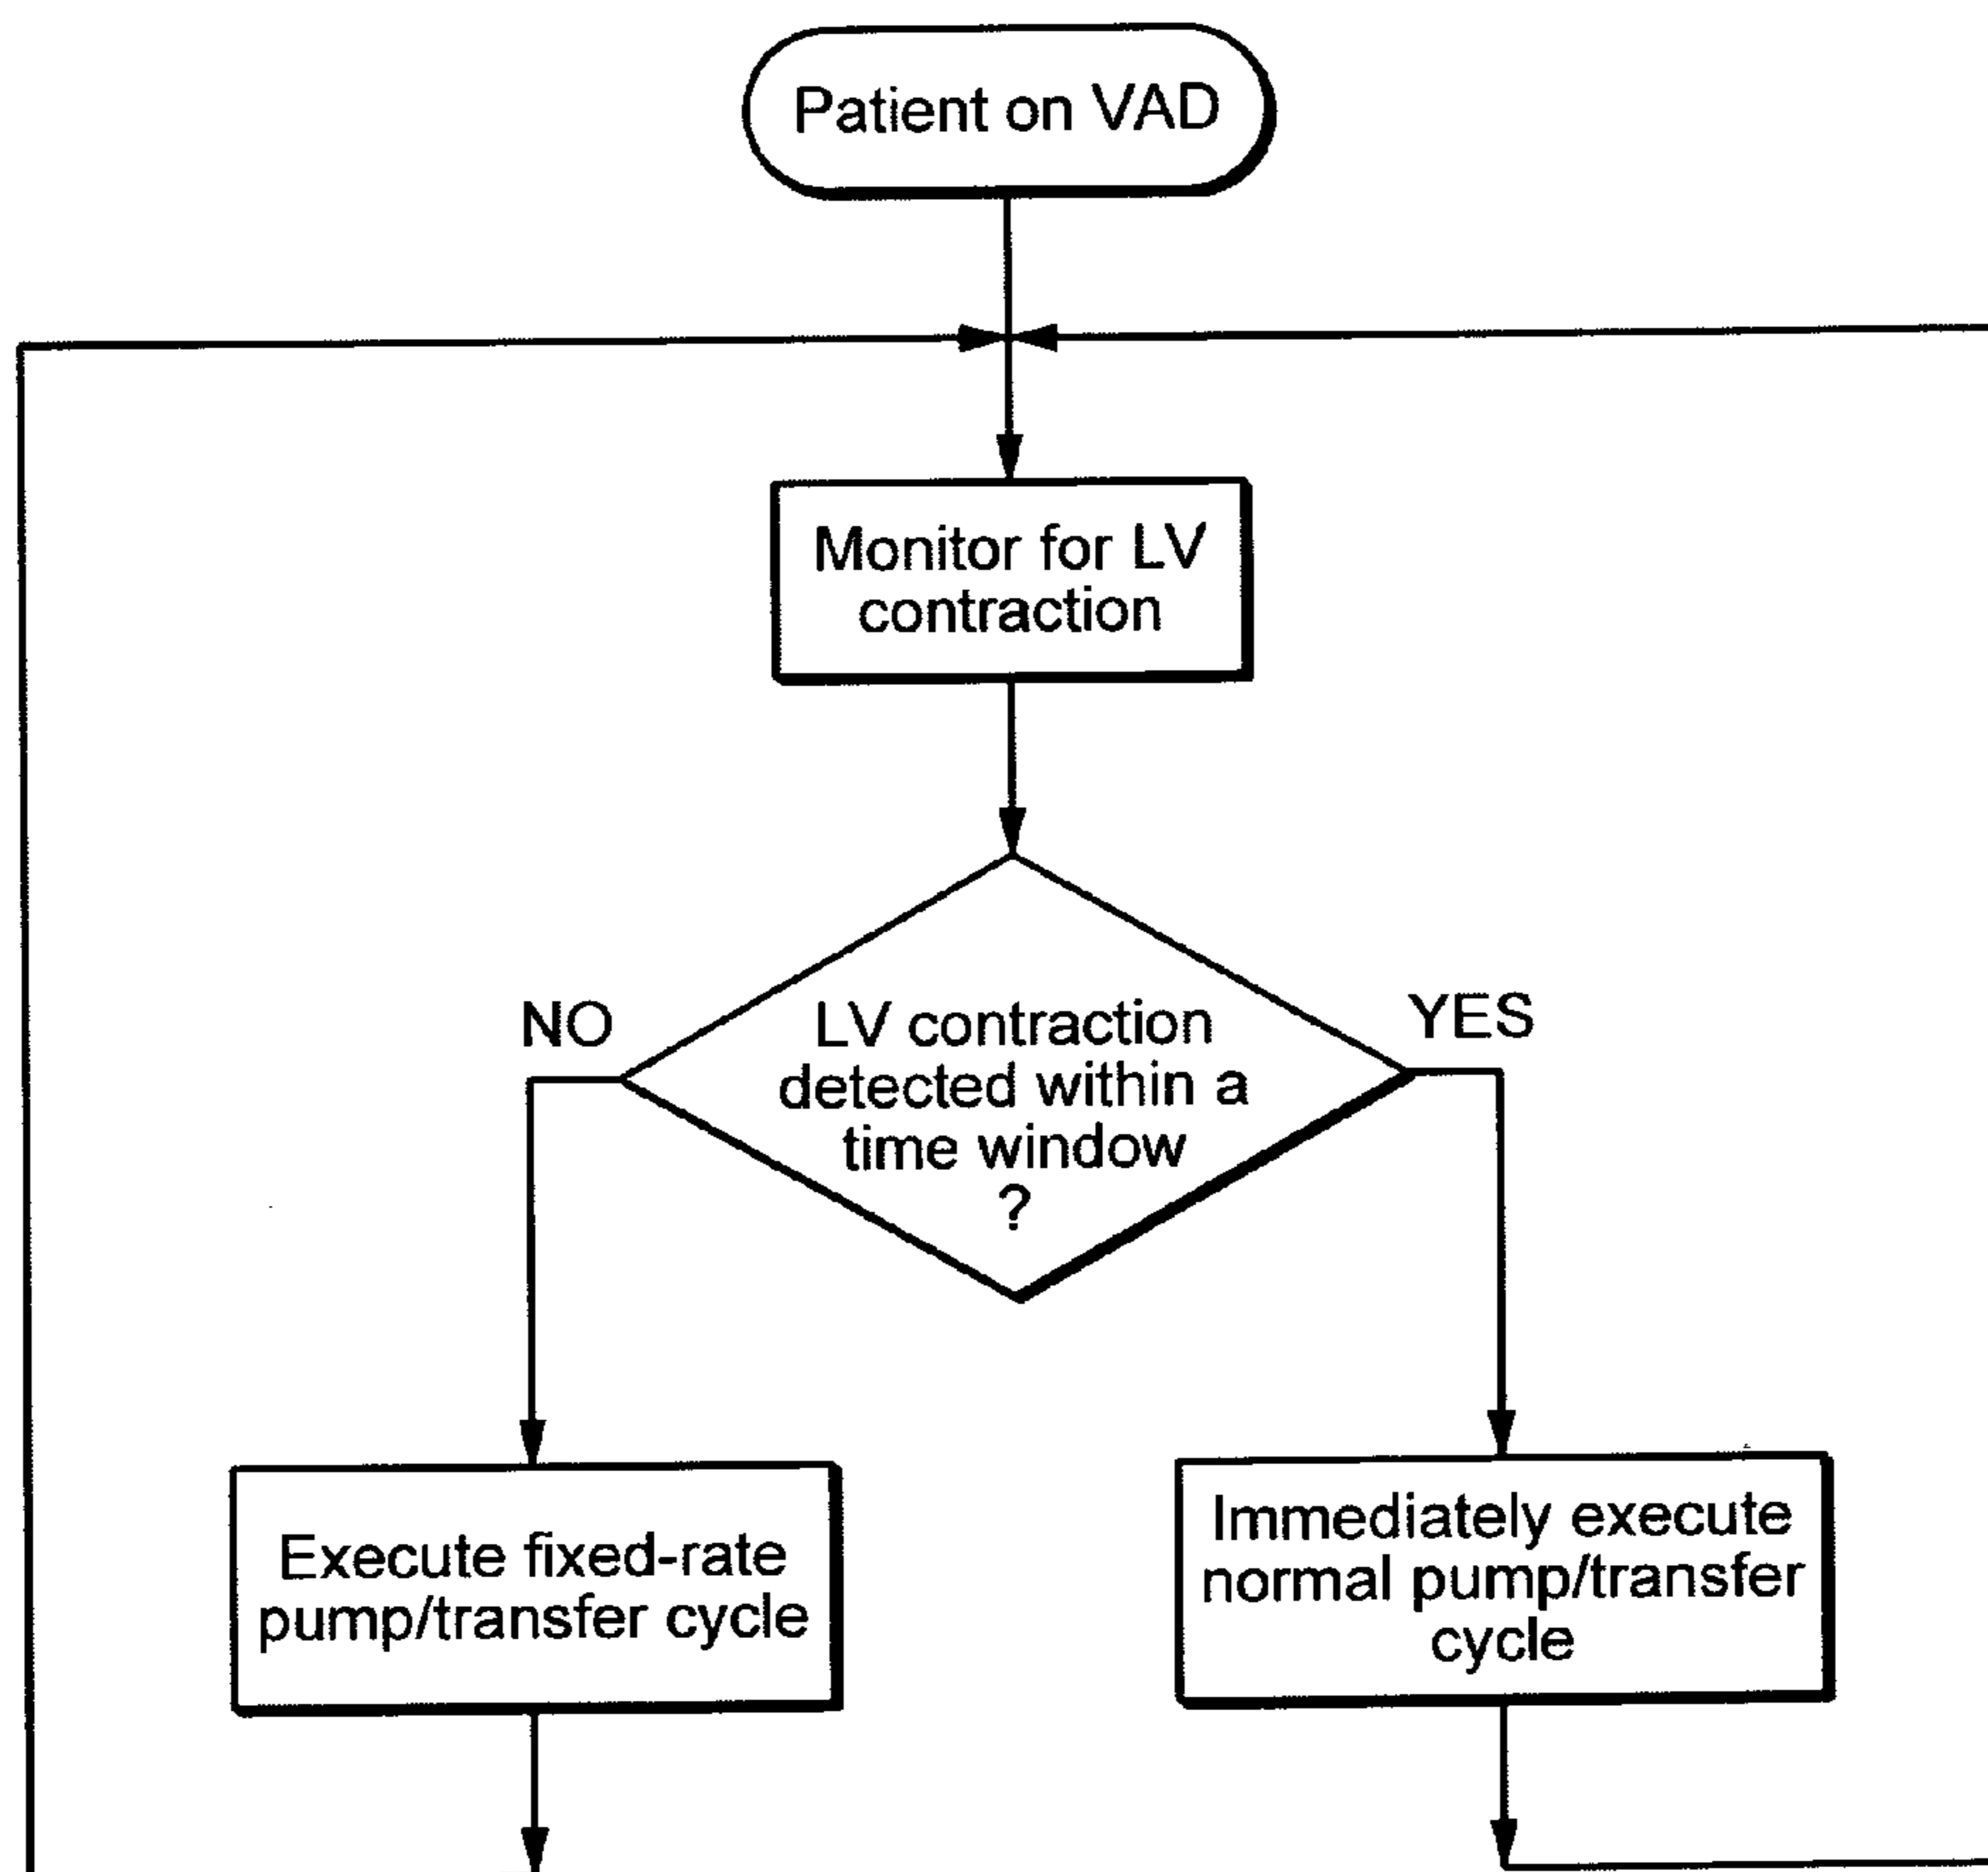 Patient on VAD
Monitor for LV
contraction
NO
YES
LV contraction
detected within a
time window
?
Execute fixed-rate
pump/transfer cycle
Immediately execute
normal pump/transfer
cycle